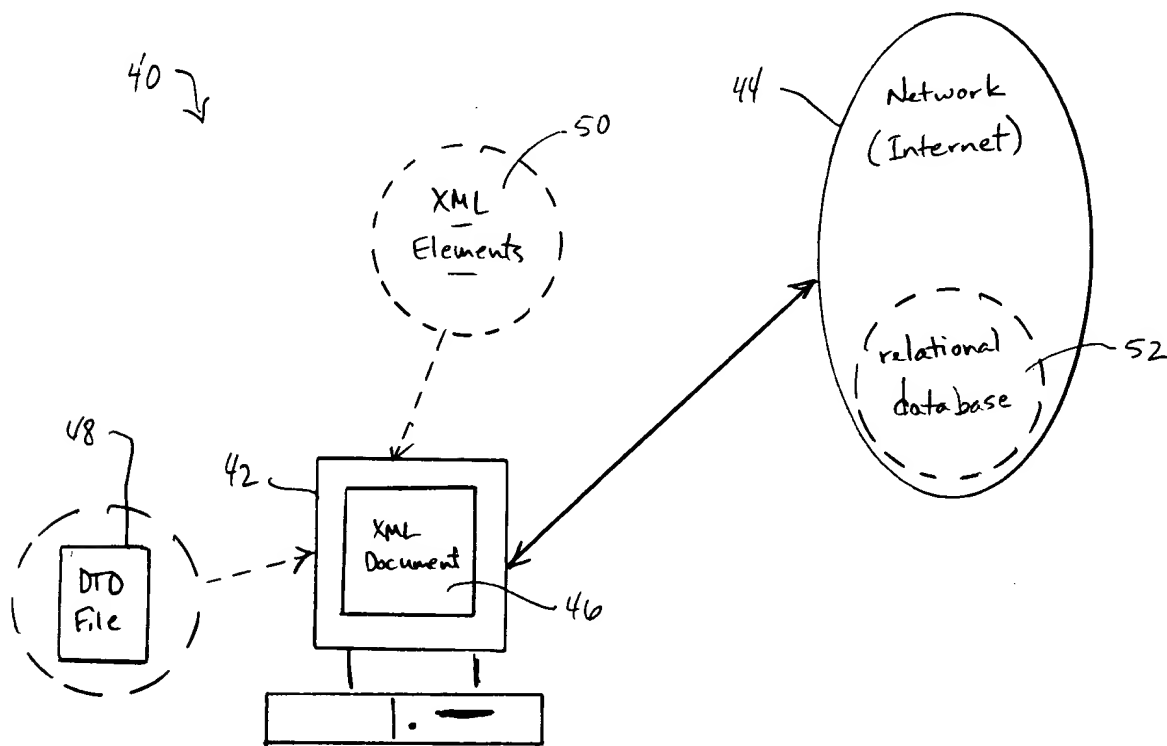 40
44
Network
(Internet)
50
XML
Elements
relational
database
52
48
42
XML
Document
46
DTD
File